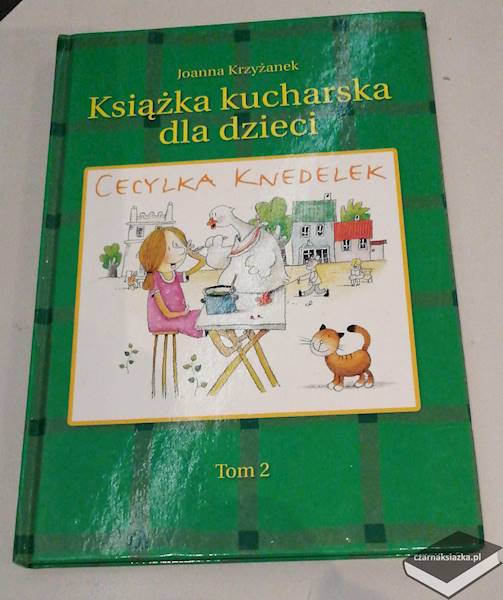 Joanna Krzyżanek
Książka kucharska
dla dzieci
CECYLKA KNEDELEK
Tom 2
czarnaksiazka.pl